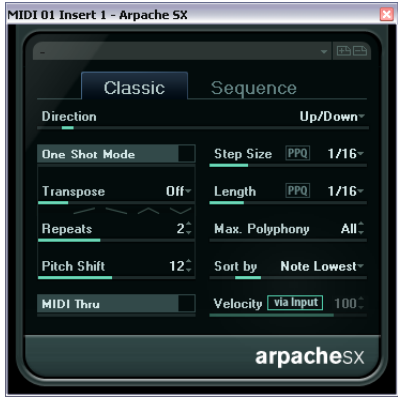 MIDI 01 Insert 1 - Arpache SX
-
Classic Sequence
Direction Up/Down
One Shot Mode Step Size PPQ 1/16
Transpose Off Length PPQ 1/16
Repeats 2 Max. Polyphony All
Pitch Shift 12 Sort by Note Lowest
MIDI Thru Velocity via Input 100
arpacheSX